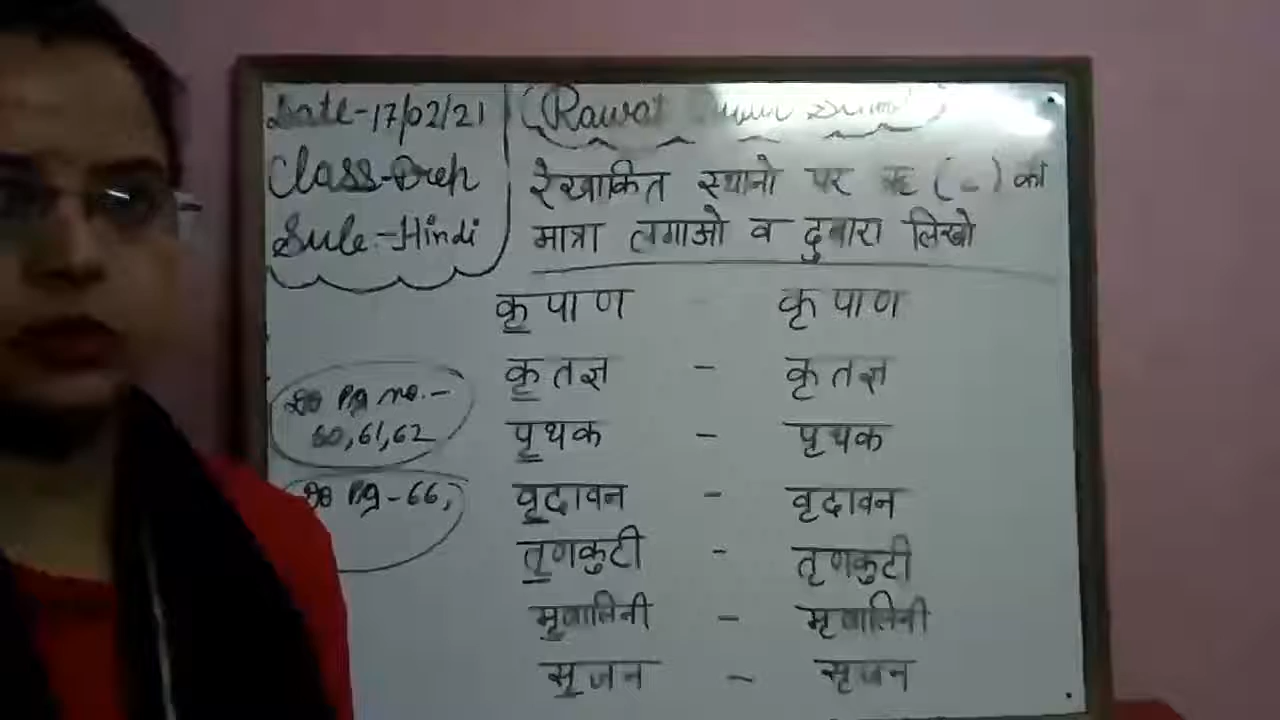 Date-17/02/21
Class-Prep
Sub.-Hindi
(Rawat
रेखांकित स्थानो पर ऋ (ृ) की
मात्रा लगाओ व दुबारा लिखो
कृपाण - कृपाण
कृतज्ञ - कृतज्ञ
पृथक - पृथक
वृदावन - वृदावन
तृणकुटी - तृणकुटी
मृणालिनी - मृणालिनी
सृजन - सृजन
Pg no.-
60,61,62
Pg-66,